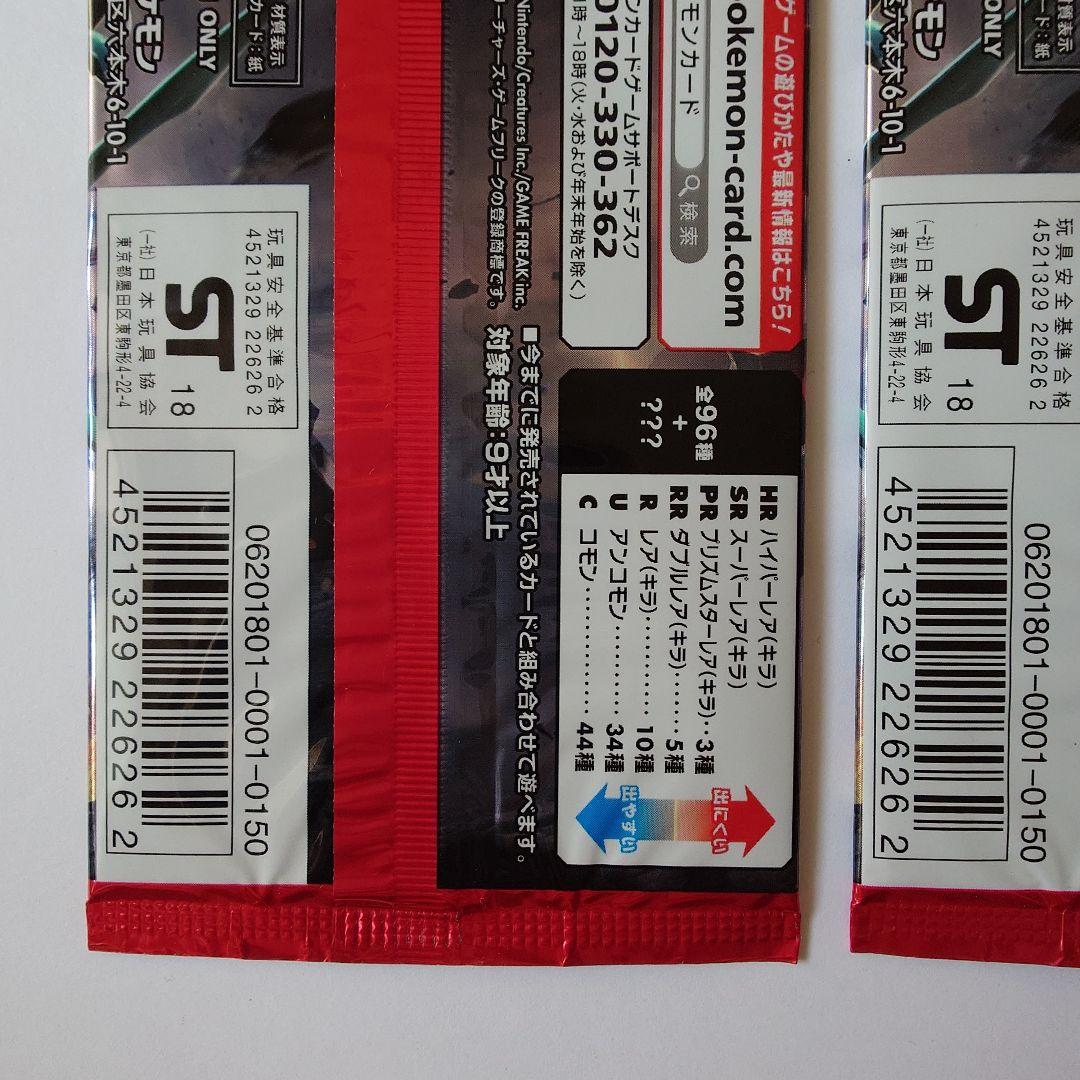 ゲームの遊びかたや最新情報はこちら!
pokemon-card.com
モンカード
検索
ンカードゲームサポートデスク
0120-330-362
時~18時(火・水および年末年始を除く)
Nintendo/Creatures Inc./GAME FREAK inc.
ーチャーズ・ゲームフリークの登録商標です。
■今までに発売されているカードと組み合わせて遊べます。
対象年齢:9才以上
全96種
+
???
HR ハイパーレア(キラ)
SR スーパーレア(キラ)
PR プリズムスターレア(キラ)‥3種
RR ダブルレア(キラ)‥‥‥5種
R レア(キラ)‥‥‥‥‥10種
U アンコモン‥‥‥‥‥34種
C コモン‥‥‥‥‥‥‥44種
出にくい
出やすい
材質表示
カード:紙
ONLY
ケモン
区六本木6-10-1
玩具安全基準合格
4521329 22626 2
ST
18
(一社)日本玩具協会
東京都墨田区東駒形4-22-4
06201801-0001-0150
4 521329 226262
材質表示
カード:紙
ONLY
モン
六本木6-10-1
玩具安全基準合格
4521329 22626 2
ST
18
(一社)日本玩具協会
東京都墨田区東駒形4-22-4
06201801-0001-0150
4 521329 226262